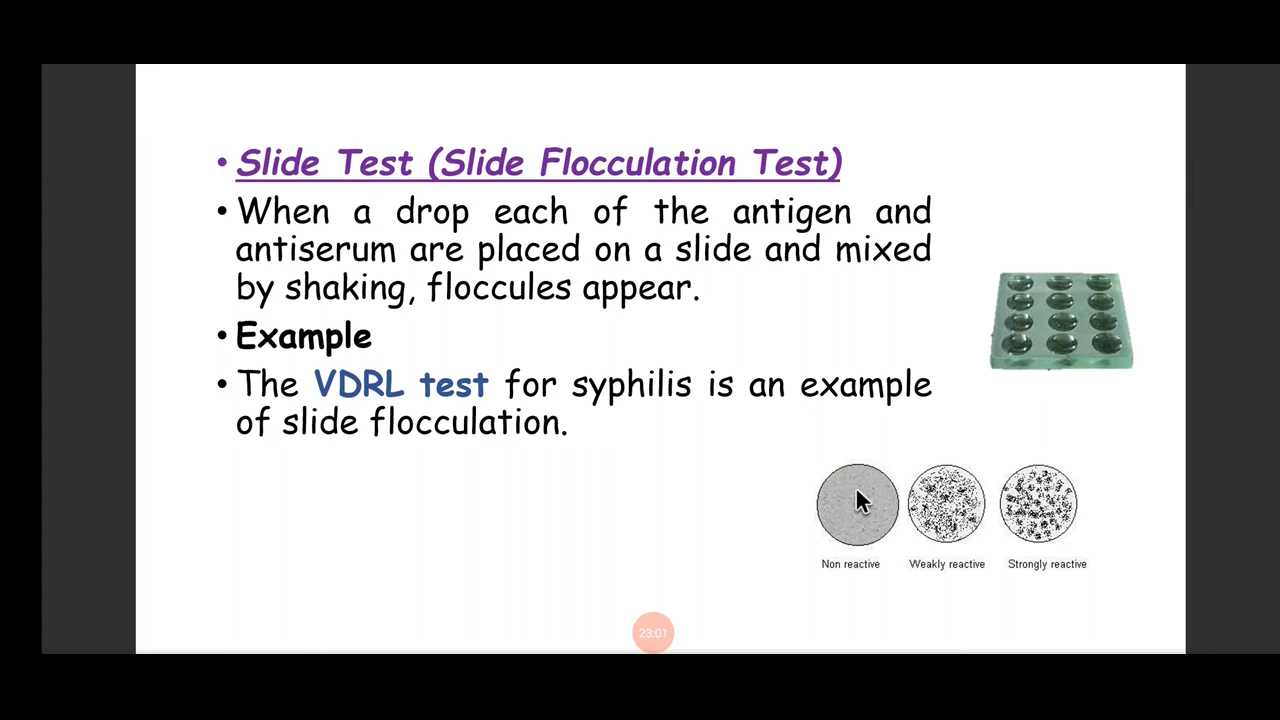 • Slide Test (Slide Flocculation Test)
• When a drop each of the antigen and
antiserum are placed on a slide and mixed
by shaking, floccules appear.
• Example
• The VDRL test for syphilis is an example
of slide flocculation.
Non reactive Weakly reactive Strongly reactive
23:01